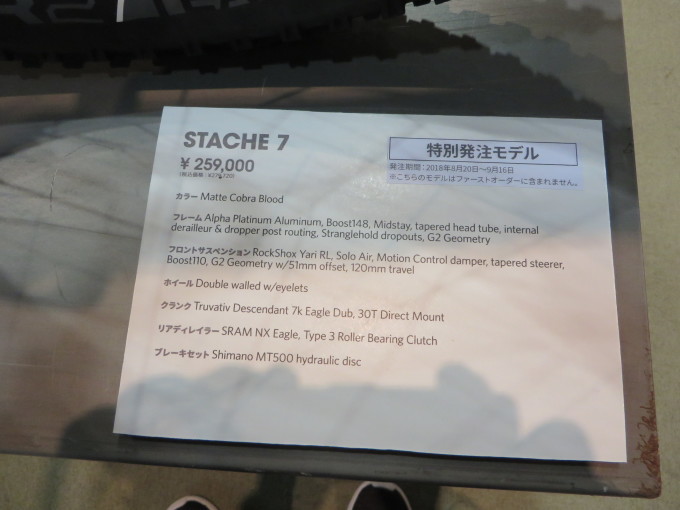 STACHE 7
¥ 259,000
(税込価格: ¥279,720)
特別発注モデル
発注期間:2018年8月20日〜9月16日
※こちらのモデルはファーストオーダーに含まれません。
カラー Matte Cobra Blood
フレーム Alpha Platinum Aluminum, Boost148, Midstay, tapered head tube, internal
derailleur & dropper post routing, Stranglehold dropouts, G2 Geometry
フロントサスペンション RockShox Yari RL, Solo Air, Motion Control damper, tapered steerer,
Boost110, G2 Geometry w/51mm offset, 120mm travel
ホイール Double walled w/eyelets
クランク Truvativ Descendant 7k Eagle Dub, 30T Direct Mount
リアディレイラー SRAM NX Eagle, Type 3 Roller Bearing Clutch
ブレーキセット Shimano MT500 hydraulic disc